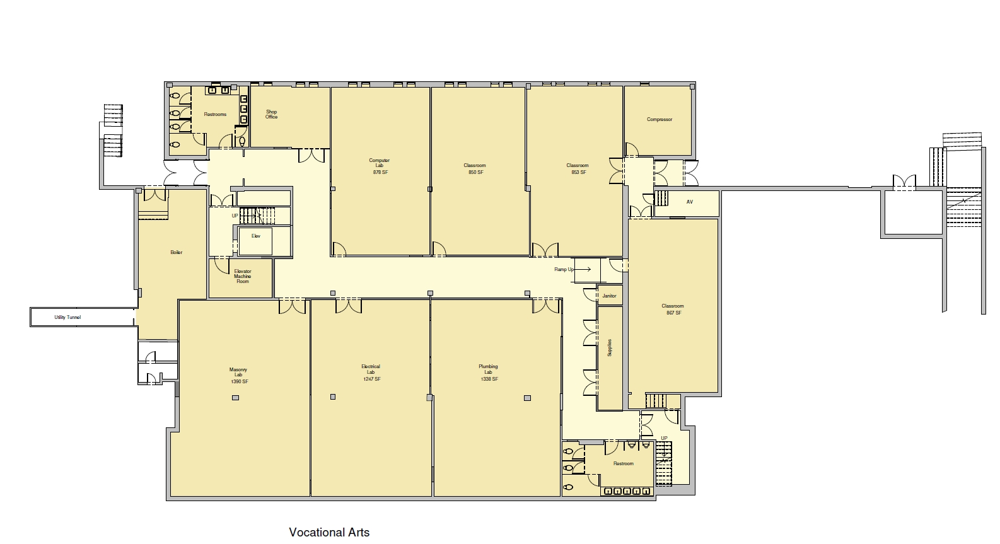 Restrooms
Shop
Office
Compressor
Computer
Lab
878 SF
Classroom
850 SF
Classroom
853 SF
AV
UP
Elev
Boiler
Elevator
Machine
Room
Ramp Up
Janitor
Classroom
867 SF
Utility Tunnel
Supplies
Masonry
Lab
1390 SF
Electrical
Lab
1247 SF
Plumbing
Lab
1338 SF
UP
Restroom
Vocational Arts